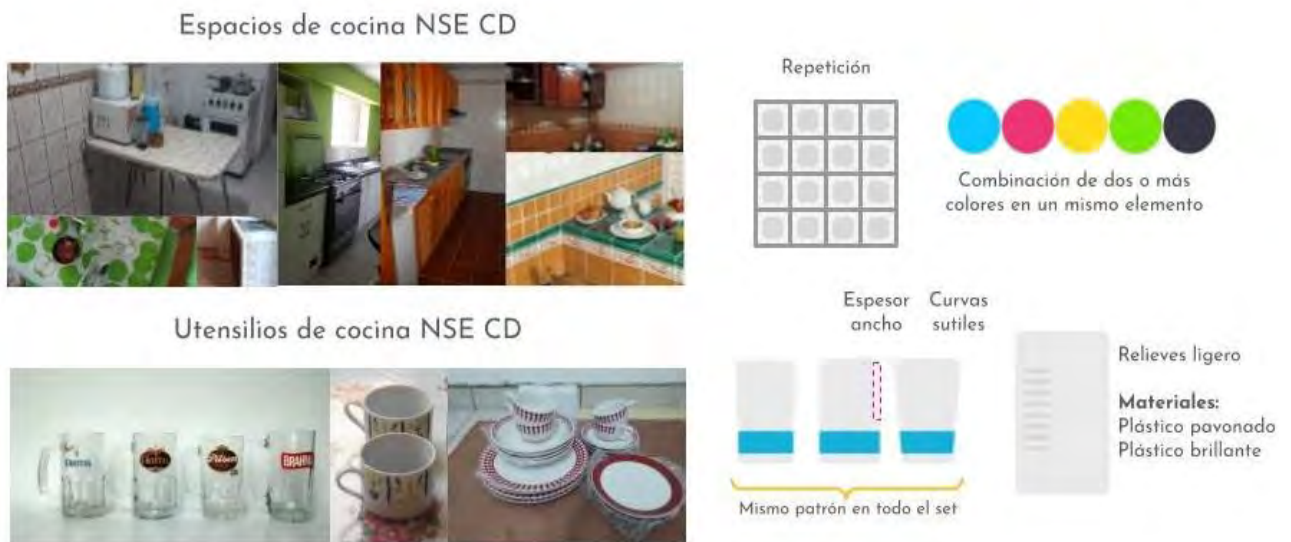 Espacios de cocina NSE CD
Repetición
Combinación de dos o más
colores en un mismo elemento
Utensilios de cocina NSE CD
BRAHMA
Espesor
ancho
Curvas
sutiles
Mismo patrón en todo el set
Relieves ligero
Materiales:
Plástico pavonado
Plástico brillante